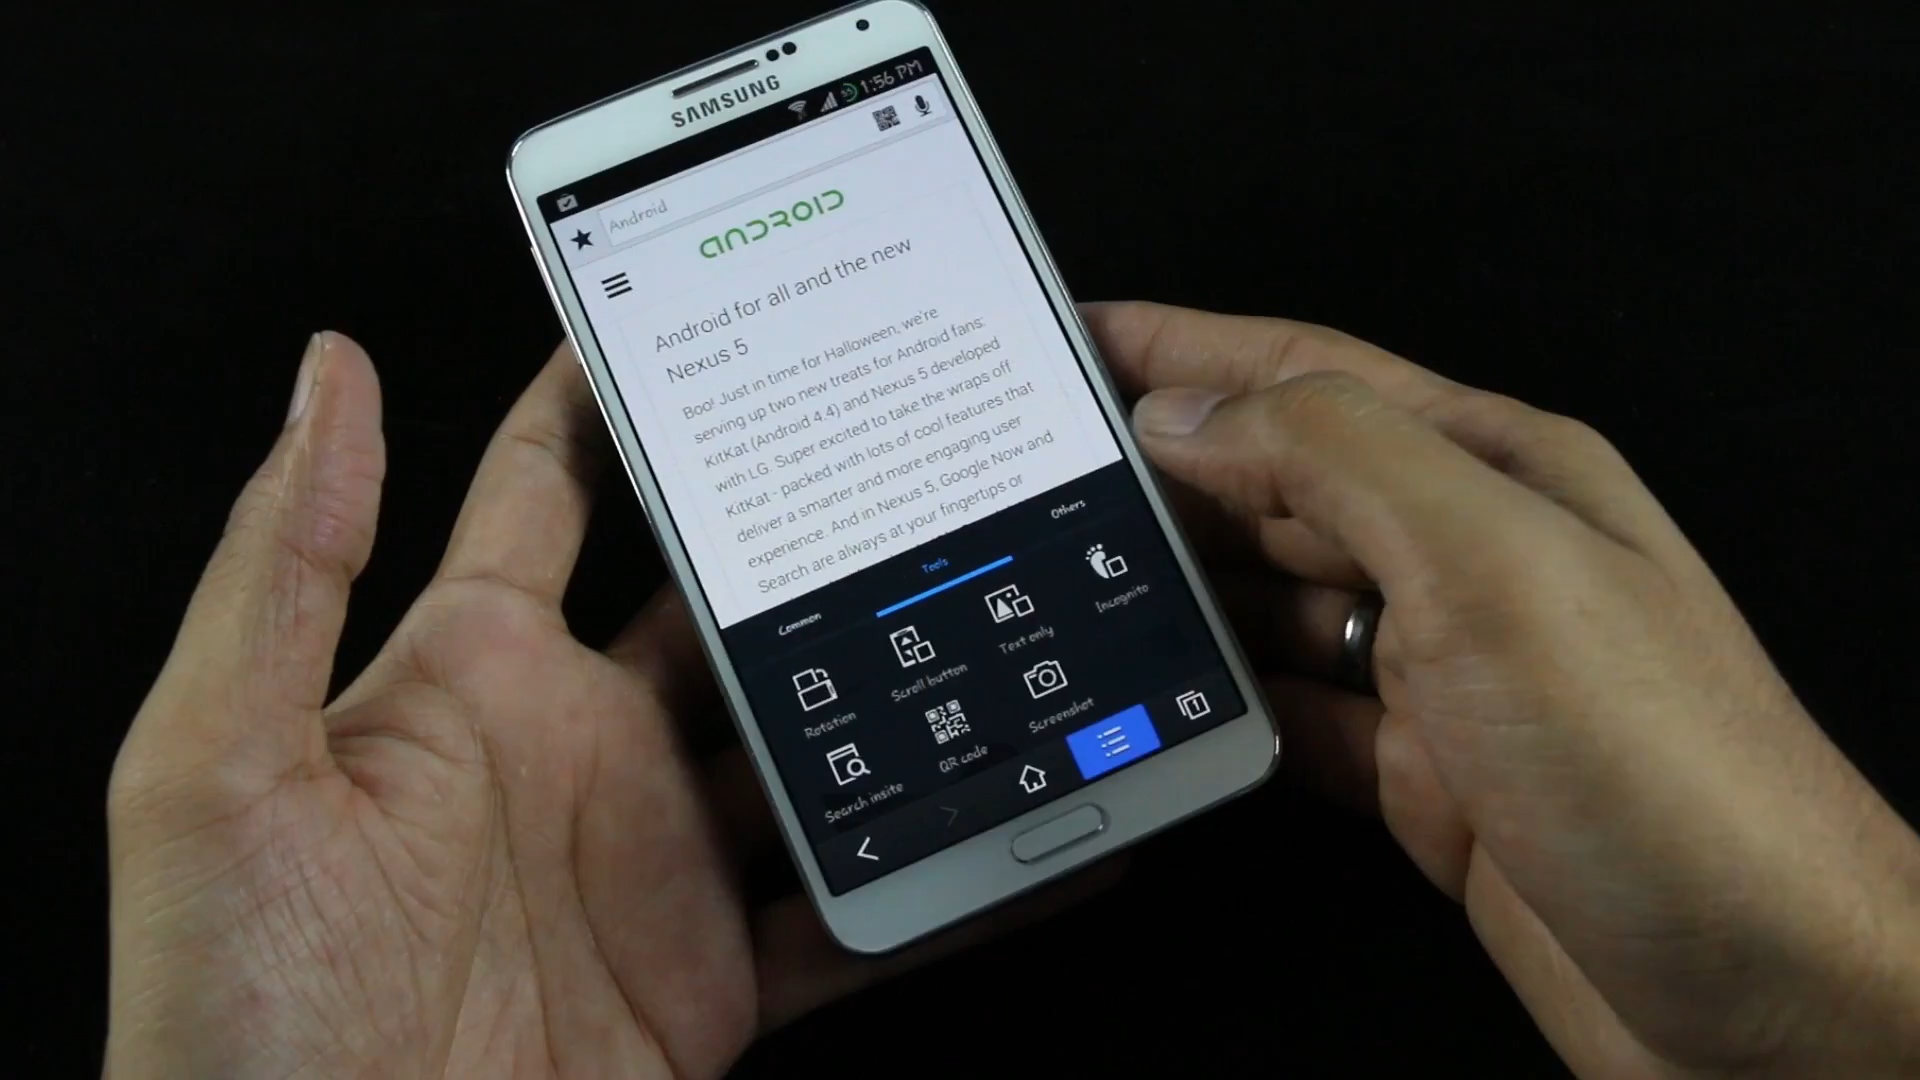 SAMSUNG
55 1:56 PM
Android
ANDROID
Android for all and the new
Nexus 5
Boo! Just in time for Halloween, we're
serving up two new treats for Android fans:
KitKat (Android 4.4) and Nexus 5 developed
with LG. Super excited to take the wraps off
KitKat - packed with lots of cool features that
deliver a smarter and more engaging user
experience. And in Nexus 5, Google Now and
Search are always at your fingertips or
Common Tools Others
Rotation Scroll button Text only Incognito
Search insite QR code Screenshot
1